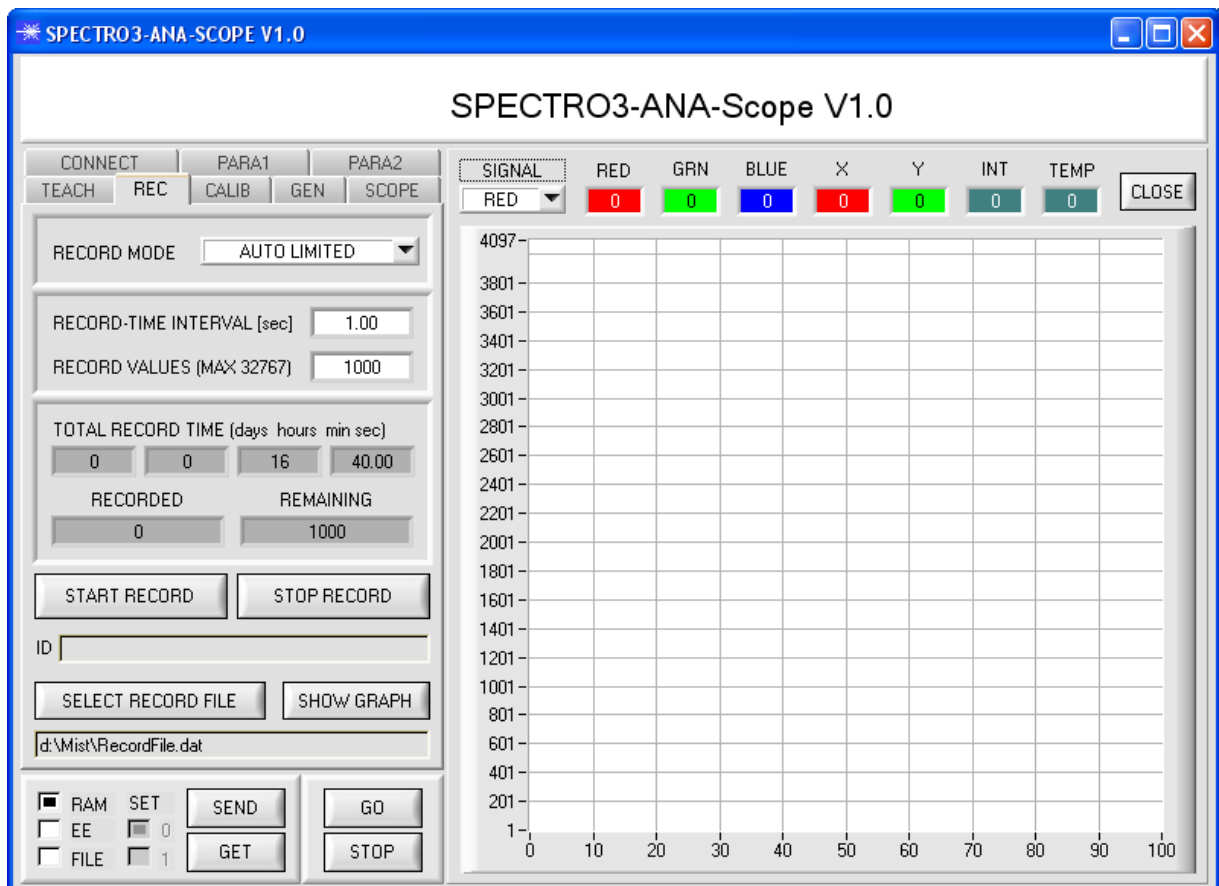 SPECTRO3-ANA-SCOPE V1.0
SPECTRO3-ANA-Scope V1.0
CONNECT PARA1 PARA2
TEACH REC CALIB GEN SCOPE
RECORD MODE AUTO LIMITED
RECORD-TIME INTERVAL [sec] 1.00
RECORD VALUES (MAX 32767) 1000
TOTAL RECORD TIME (days hours min sec)
0 0 16 40.00
RECORDED REMAINING
0 1000
START RECORD STOP RECORD
ID
SELECT RECORD FILE SHOW GRAPH
d:\Mist\RecordFile.dat
RAM SET SEND GO
EE 0
FILE 1 GET STOP
SIGNAL RED GRN BLUE X Y INT TEMP CLOSE
RED 0 0 0 0 0 0 0
4097
3801
3601
3401
3201
3001
2801
2601
2401
2201
2001
1801
1601
1401
1201
1001
801
601
401
201
1
0 10 20 30 40 50 60 70 80 90 100